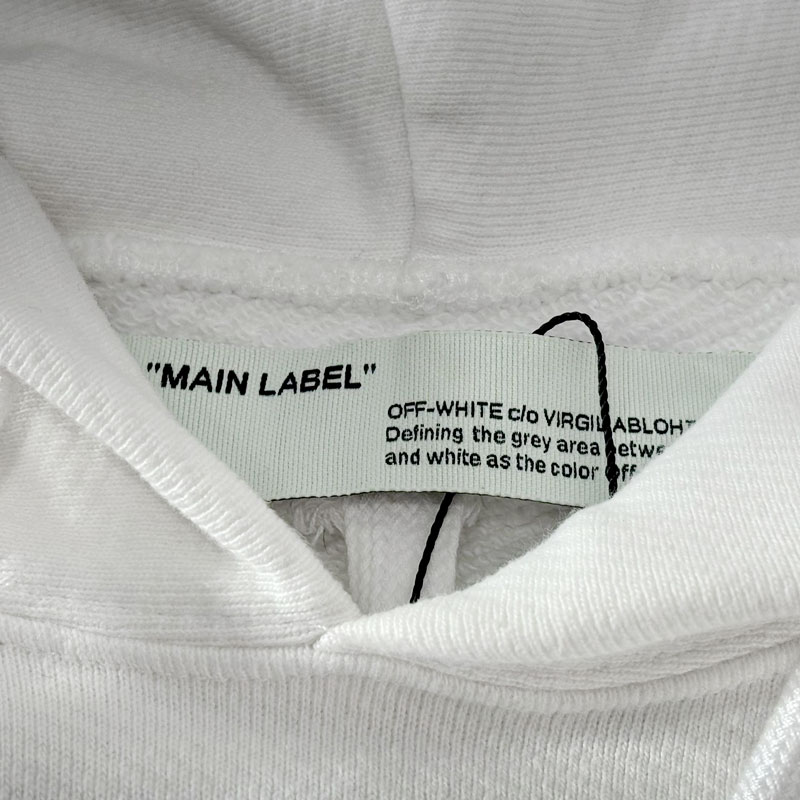 "MAIN LABEL"
OFF-WHITE c/o VIRGIL ABLOH
Defining the grey area
and white as the color